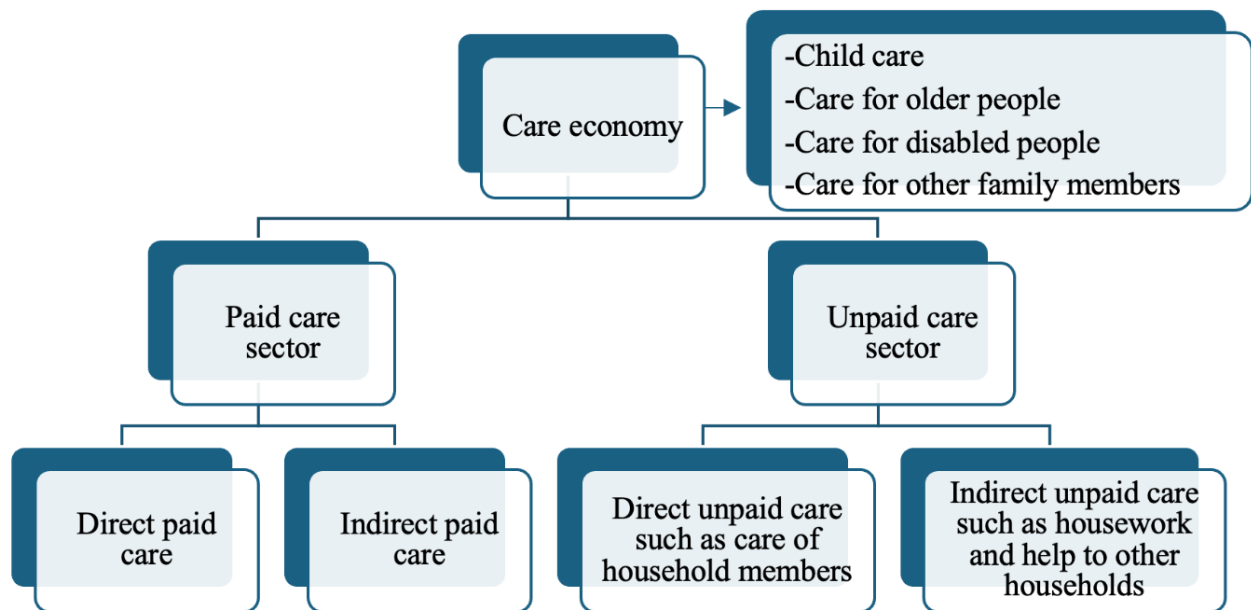 Care economy
-Child care
-Care for older people
-Care for disabled people
-Care for other family members
Paid care
sector
Unpaid care
sector
Direct paid
care
Indirect paid
care
Direct unpaid care
such as care of
household members
Indirect unpaid care
such as housework
and help to other
households